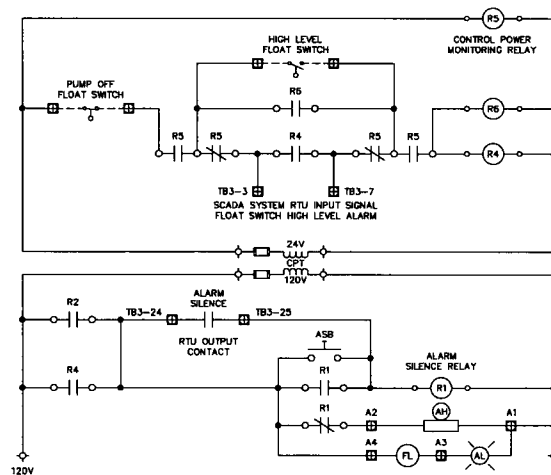 R5
CONTROL POWER
MONITORING RELAY
HIGH LEVEL
FLOAT SWITCH
PUMP OFF
FLOAT SWITCH
R6
R6
R5
R5
R4
R5
R5
R4
TB3-3
TB3-7
SCADA SYSTEM RTU INPUT SIGNAL
FLOAT SWITCH HIGH LEVEL ALARM
24V
CPT
120V
R2
TB3-24
ALARM
SILENCE
TB3-25
RTU OUTPUT
CONTACT
ASB
R4
R1
ALARM
SILENCE RELAY
R1
R1
A2
AH
A1
A4
FL
A3
AL
120V